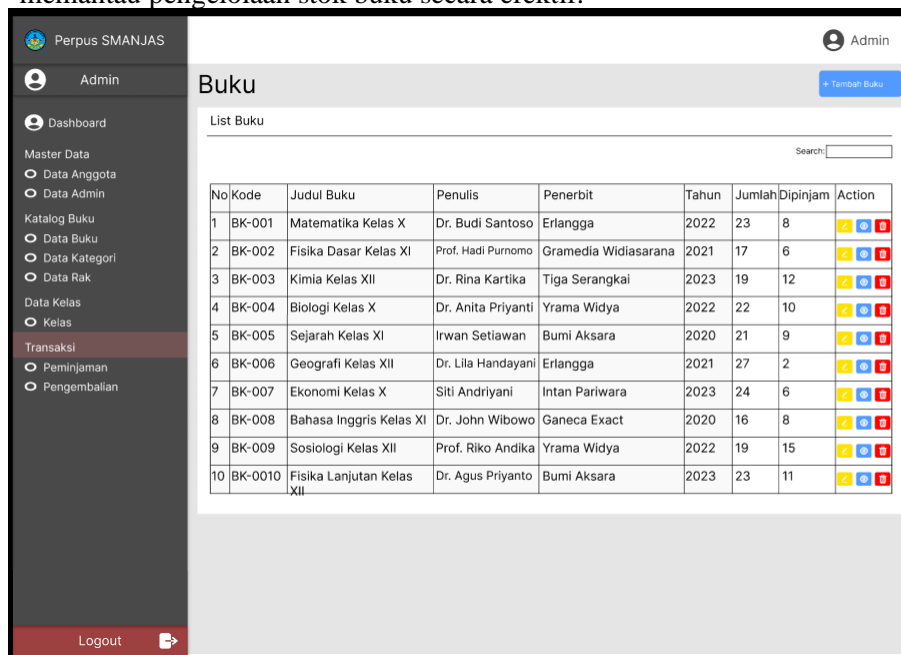 memantau pengelolaan stok buku secara efektif.
Perpus SMANJAS
Admin
Admin
Dashboard
Master Data
Data Anggota
Data Admin
Katalog Buku
Data Buku
Data Kategori
Data Rak
Data Kelas
Kelas
Transaksi
Peminjaman
Pengembalian
Logout
Buku
+ Tambah Buku
List Buku
Search:
No Kode Judul Buku Penulis Penerbit Tahun Jumlah Dipinjam Action
1 BK-001 Matematika Kelas X Dr. Budi Santoso Erlangga 2022 23 8
2 BK-002 Fisika Dasar Kelas XI Prof. Hadi Purnomo Gramedia Widiasarana 2021 17 6
3 BK-003 Kimia Kelas XII Dr. Rina Kartika Tiga Serangkai 2023 19 12
4 BK-004 Biologi Kelas X Dr. Anita Priyanti Yrama Widya 2022 22 10
5 BK-005 Sejarah Kelas XI Irwan Setiawan Bumi Aksara 2020 21 9
6 BK-006 Geografi Kelas XII Dr. Lila Handayani Erlangga 2021 27 2
7 BK-007 Ekonomi Kelas X Siti Andriyani Intan Pariwara 2023 24 6
8 BK-008 Bahasa Inggris Kelas XI Dr. John Wibowo Ganeca Exact 2020 16 8
9 BK-009 Sosiologi Kelas XII Prof. Riko Andika Yrama Widya 2022 19 15
10 BK-0010 Fisika Lanjutan Kelas XII Dr. Agus Priyanto Bumi Aksara 2023 23 11